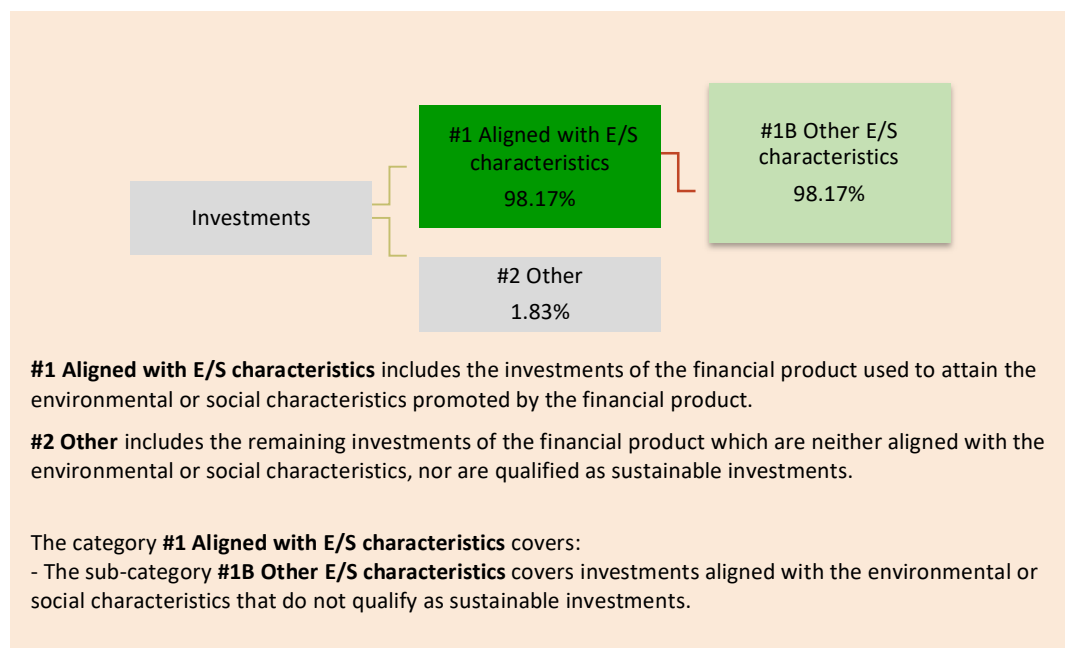 #1 Aligned with E/S
characteristics
98.17%
#1B Other E/S
characteristics
98.17%
Investments
#2 Other
1.83%
#1 Aligned with E/S characteristics includes the investments of the financial product used to attain the
environmental or social characteristics promoted by the financial product.
#2 Other includes the remaining investments of the financial product which are neither aligned with the
environmental or social characteristics, nor are qualified as sustainable investments.
The category #1 Aligned with E/S characteristics covers:
- The sub-category #1B Other E/S characteristics covers investments aligned with the environmental or
social characteristics that do not qualify as sustainable investments.